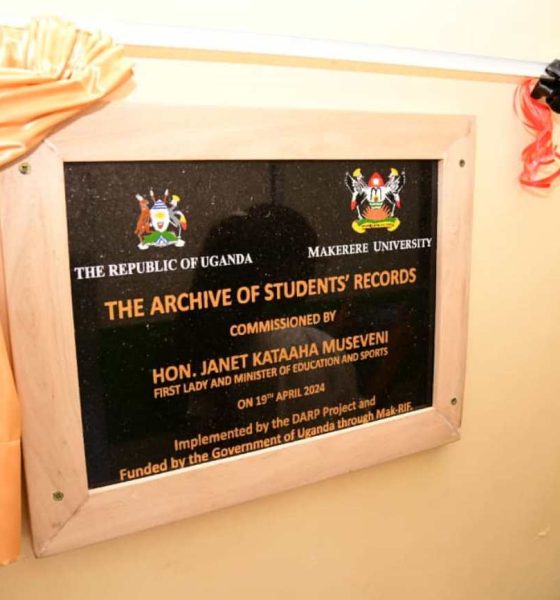 THE REPUBLIC OF UGANDA
MAKERERE UNIVERSITY
THE ARCHIVE OF STUDENTS' RECORDS
COMMISSIONED BY
HON. JANET KATAAHA MUSEVENI
FIRST LADY AND MINISTER OF EDUCATION AND SPORTS
ON 19TH APRIL 2024
Implemented by the DARP Project and
Funded by the Government of Uganda through Mak-RIF.